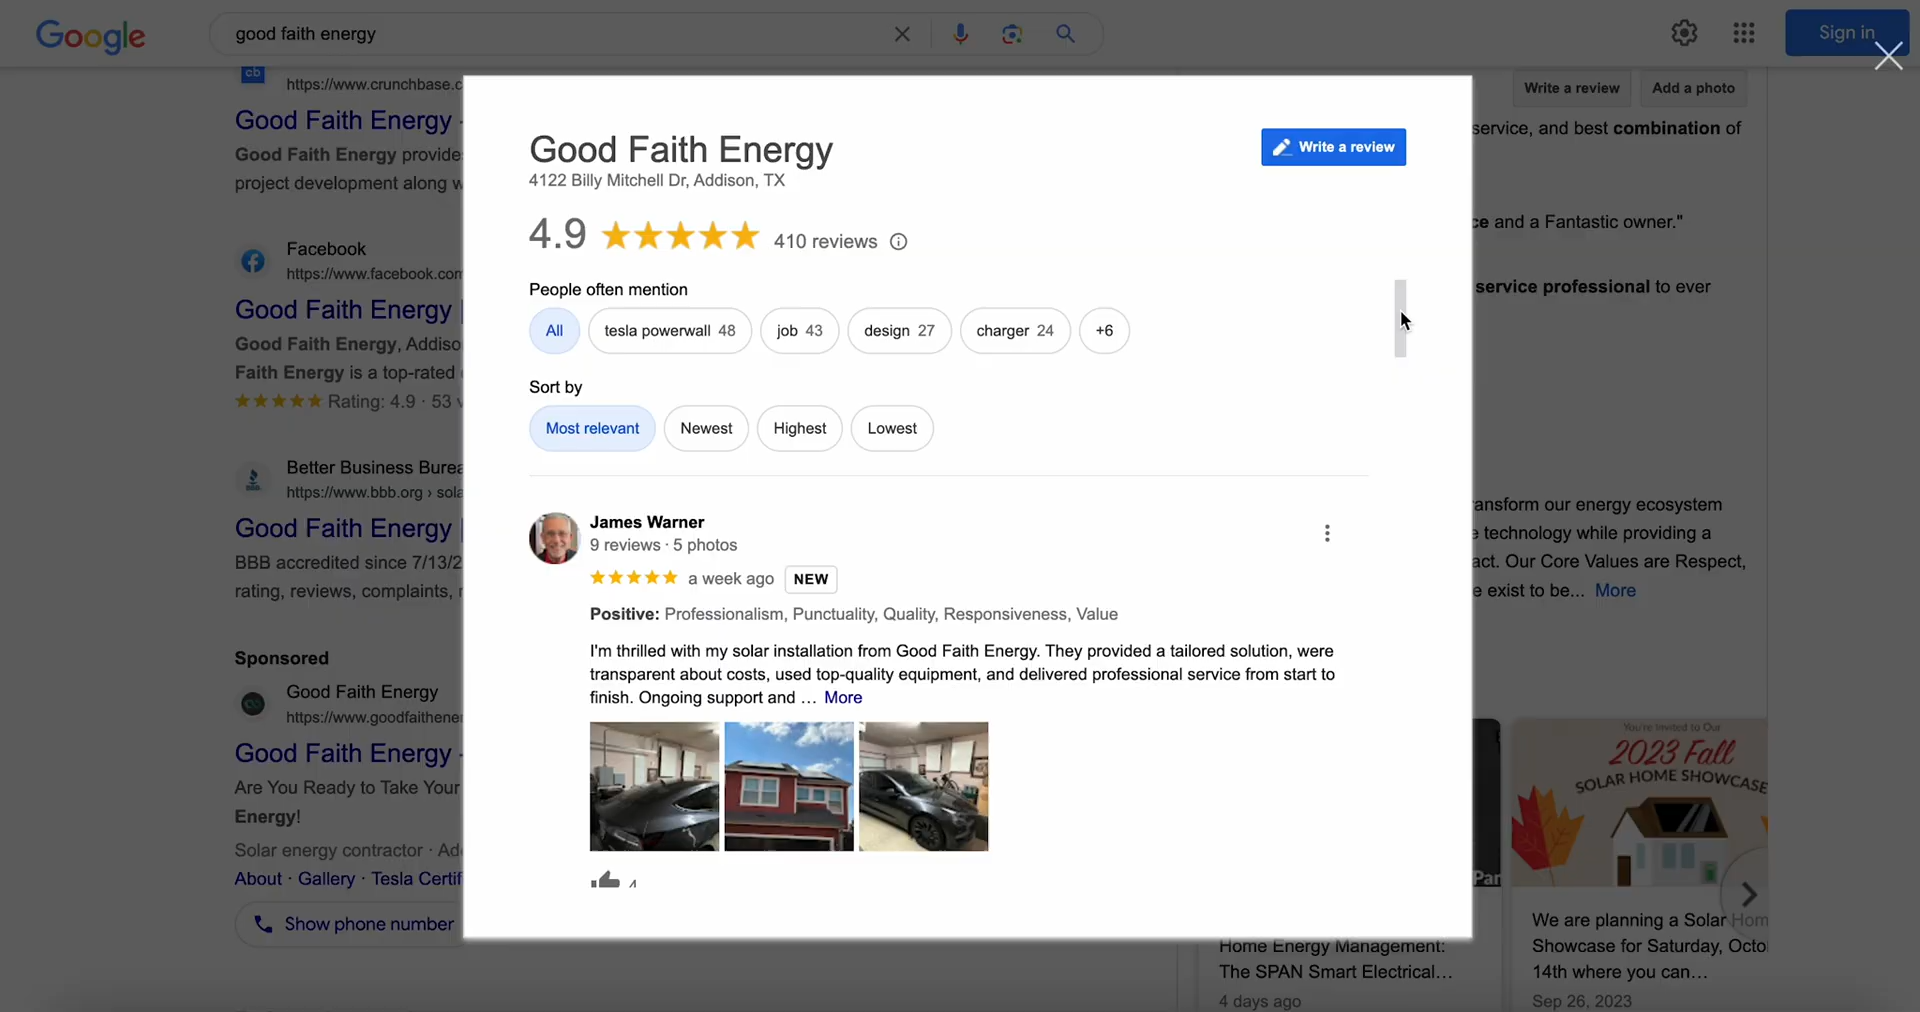 Google
good faith energy
Sign in
cb
https://www.crunchbase.c
Good Faith Energy -
Good Faith Energy provide
project development along w
Facebook
https://www.facebook.com
Good Faith Energy |
Good Faith Energy, Addiso
Faith Energy is a top-rated
Rating: 4.9 · 53 v
Better Business Burea
https://www.bbb.org › sola
Good Faith Energy |
BBB accredited since 7/13/2
rating, reviews, complaints,
Sponsored
Good Faith Energy
https://www.goodfaithener
Good Faith Energy -
Are You Ready to Take Your
Energy!
Solar energy contractor · Ad
About · Gallery · Tesla Certif
Show phone number
Good Faith Energy
4122 Billy Mitchell Dr, Addison, TX
Write a review
4.9 410 reviews
People often mention
All
tesla powerwall 48
job 43
design 27
charger 24
+6
Sort by
Most relevant
Newest
Highest
Lowest
James Warner
9 reviews · 5 photos
a week ago NEW
Positive: Professionalism, Punctuality, Quality, Responsiveness, Value
I'm thrilled with my solar installation from Good Faith Energy. They provided a tailored solution, were
transparent about costs, used top-quality equipment, and delivered professional service from start to
finish. Ongoing support and ... More
4
Write a review
Add a photo
service, and best combination of
ce and a Fantastic owner."
service professional to ever
ansform our energy ecosystem
e technology while providing a
act. Our Core Values are Respect,
e exist to be... More
Pan
Home Energy Management:
The SPAN Smart Electrical...
4 days ago
You're Invited to Our
2023 Fall
SOLAR HOME SHOWCASE
We are planning a Solar Hom
Showcase for Saturday, Octo
14th where you can...
Sep 26, 2023